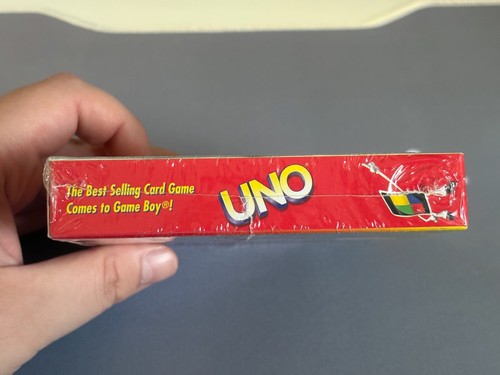 The Best Selling Card Game
Comes to Game Boy®!
UNO